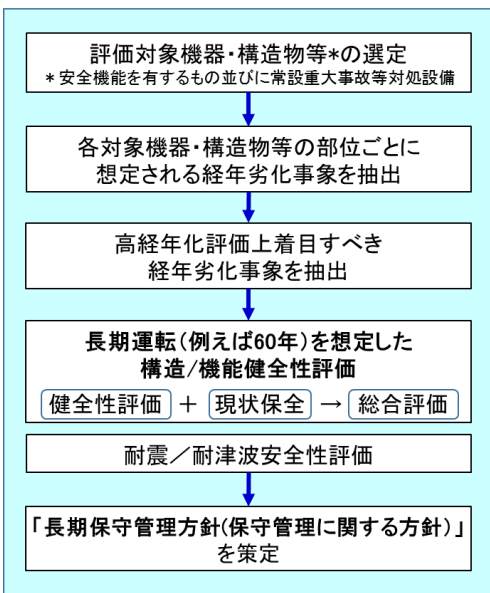 評価対象機器・構造物等*の選定
* 安全機能を有するもの並びに常設重大事故等対処設備
各対象機器・構造物等の部位ごとに
想定される経年劣化事象を抽出
高経年化評価上着目すべき
経年劣化事象を抽出
長期運転(例えば60年)を想定した
構造/機能健全性評価
健全性評価 + 現状保全 → 総合評価
耐震／耐津波安全性評価
「長期保守管理方針(保守管理に関する方針)」
を策定